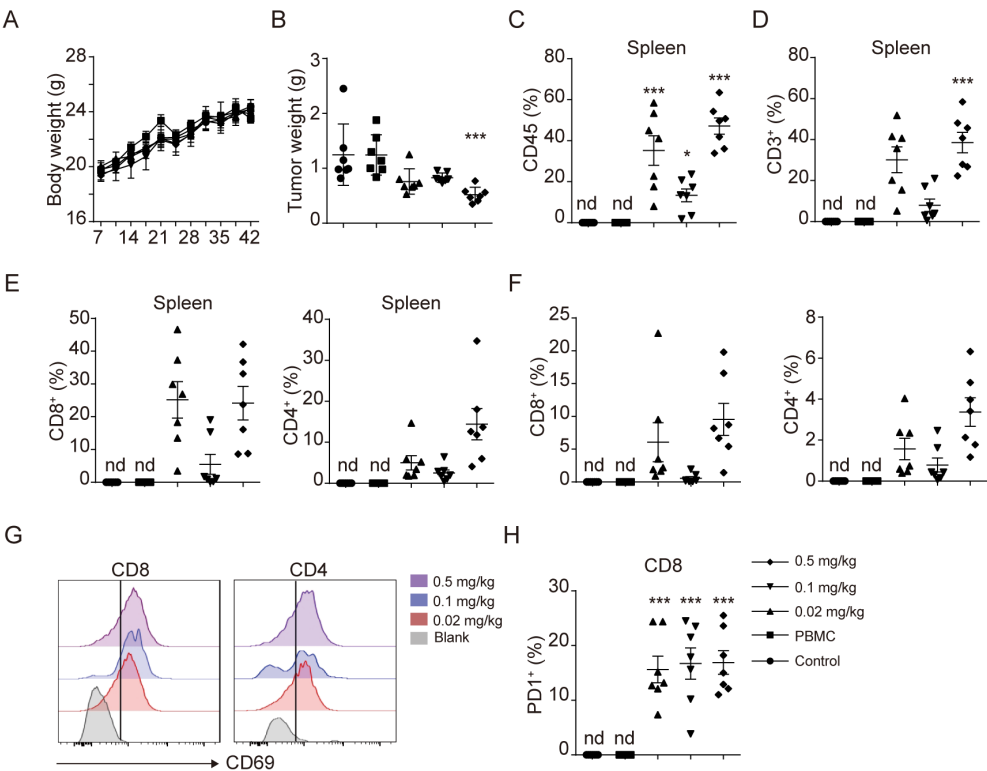 A
Body weight (g)
28
24
20
16
7 14 21 28 35 42
B
Tumor weight (g)
3
2
1
0
***
C
Spleen
CD45 (%)
80
60
40
20
0
nd nd *** * ***
D
Spleen
CD3⁺ (%)
80
60
40
20
0
nd nd ***
E
Spleen
CD8⁺ (%)
50
40
30
20
10
0
nd nd
Spleen
CD4⁺ (%)
40
30
20
10
0
nd nd
F
CD8⁺ (%)
25
20
15
10
5
0
nd nd
CD4⁺ (%)
8
6
4
2
0
nd nd
G
CD8 CD4
0.5 mg/kg
0.1 mg/kg
0.02 mg/kg
Blank
CD69
H
CD8
PD1⁺ (%)
30
20
10
0
nd nd *** *** ***
0.5 mg/kg
0.1 mg/kg
0.02 mg/kg
PBMC
Control